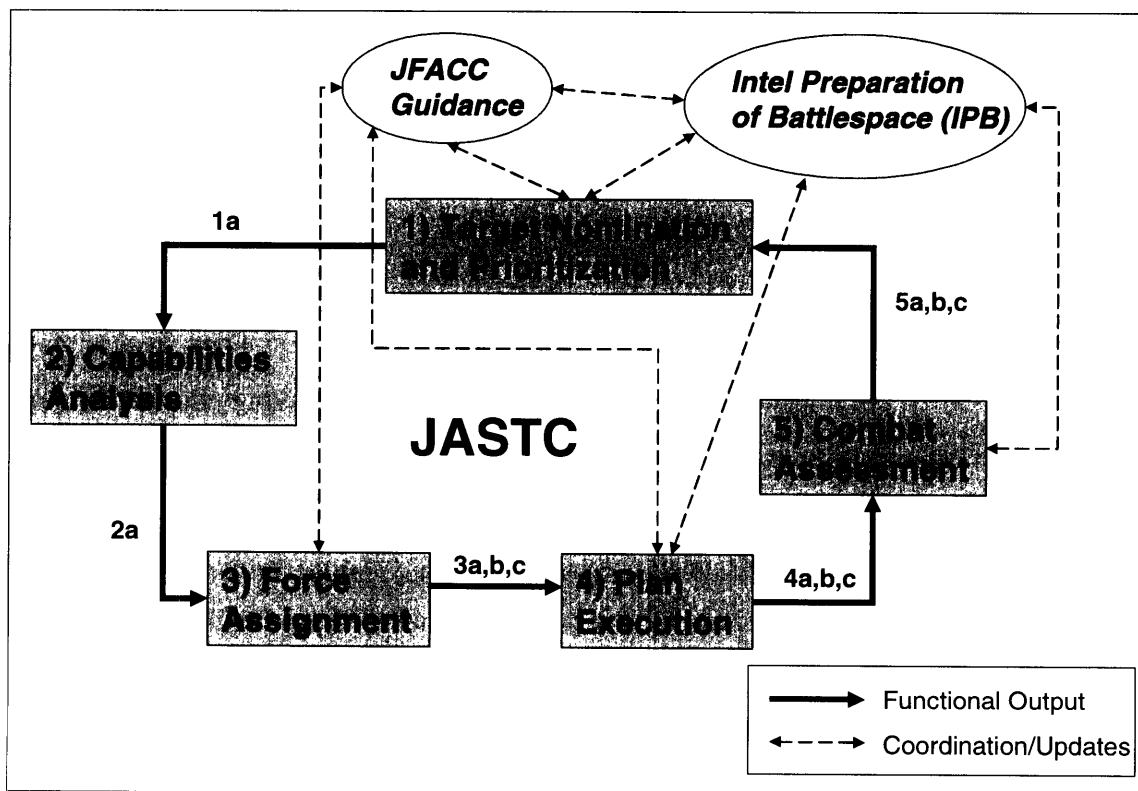 JFACC
Guidance
Intel Preparation
of Battlespace (IPB)
1a
1) Target Nomination
and Prioritization
5a,b,c
2) Capabilities
Analysis
JASTC
5) Combat
Assessment
2a
3) Force
Assignment
3a,b,c
4) Plan
Execution
4a,b,c
Functional Output
Coordination/Updates